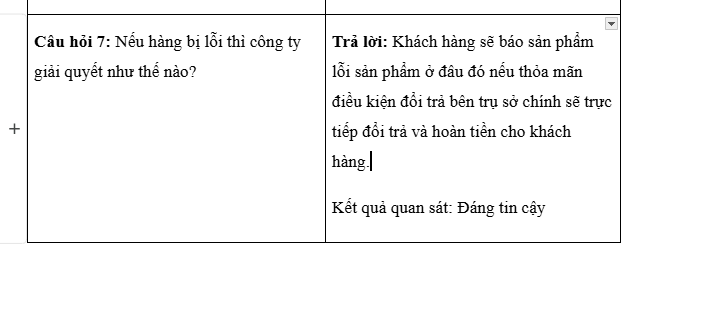 Câu hỏi 7: Nếu hàng bị lỗi thì công ty
giải quyết như thế nào?
Trả lời: Khách hàng sẽ báo sản phẩm
lỗi sản phẩm ở đâu đó nếu thỏa mãn
điều kiện đổi trả bên trụ sở chính sẽ trực
tiếp đổi trả và hoàn tiền cho khách
hàng.
Kết quả quan sát: Đáng tin cậy